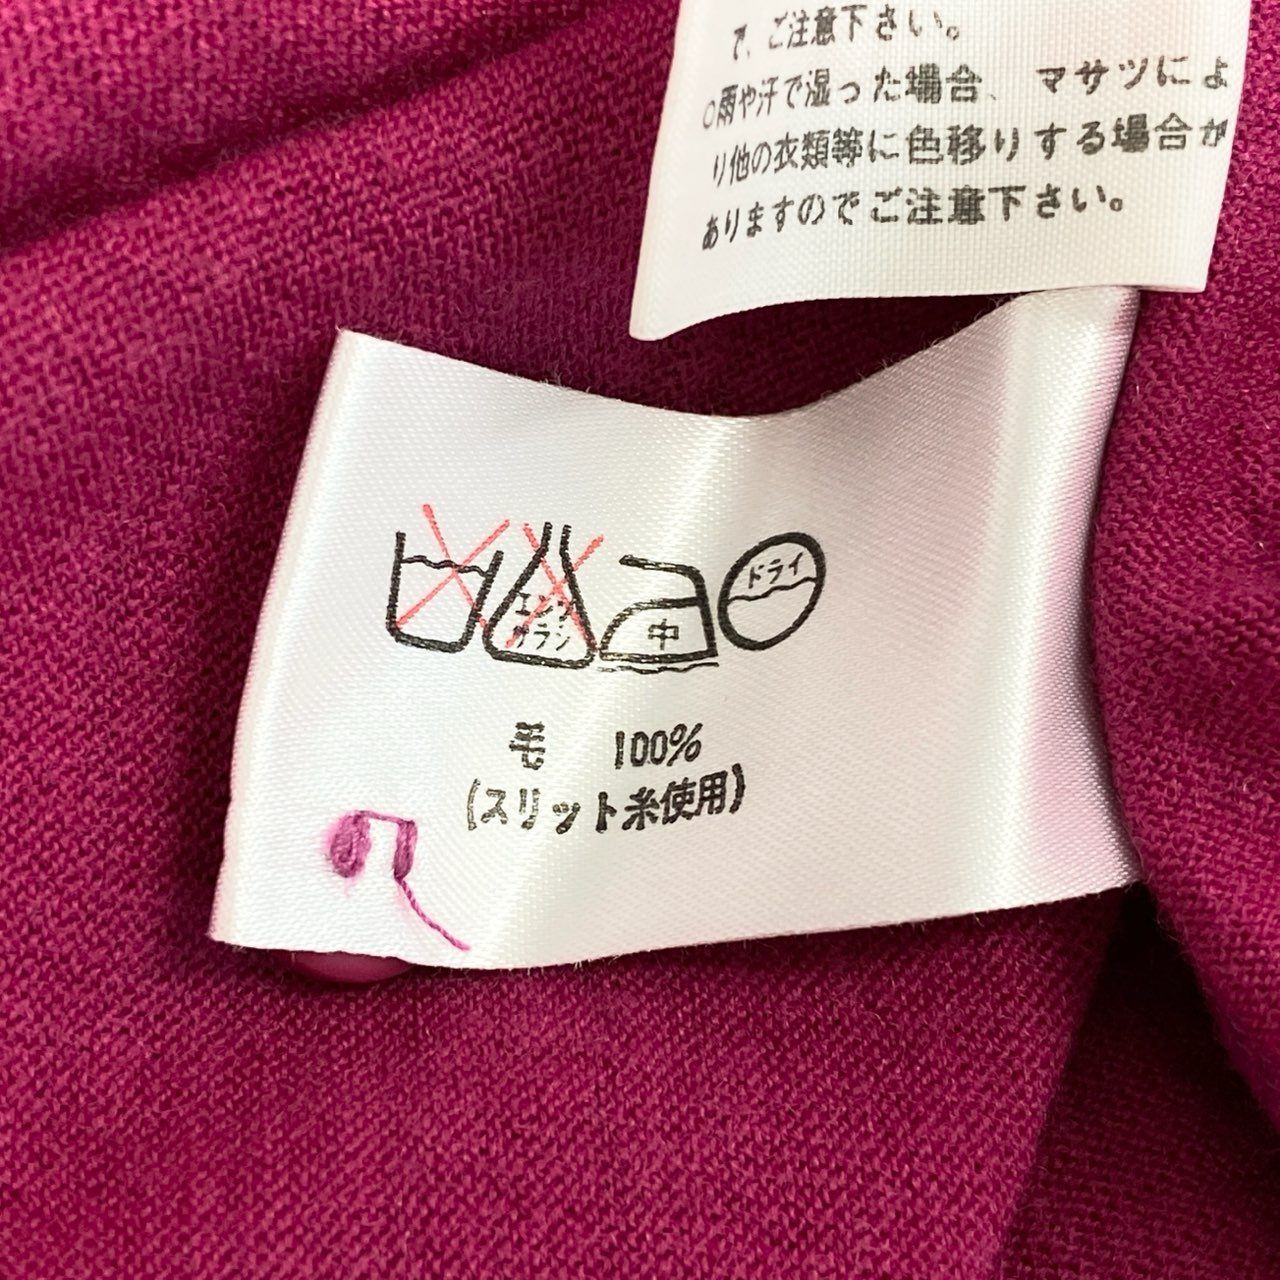 で、ご注意下さい。
○雨や汗で湿った場合、マサツによ
り他の衣類等に色移りする場合が
ありますのでご注意下さい。
エンソ
サラシ
中
ドライ
毛 100%
(スリット糸使用)